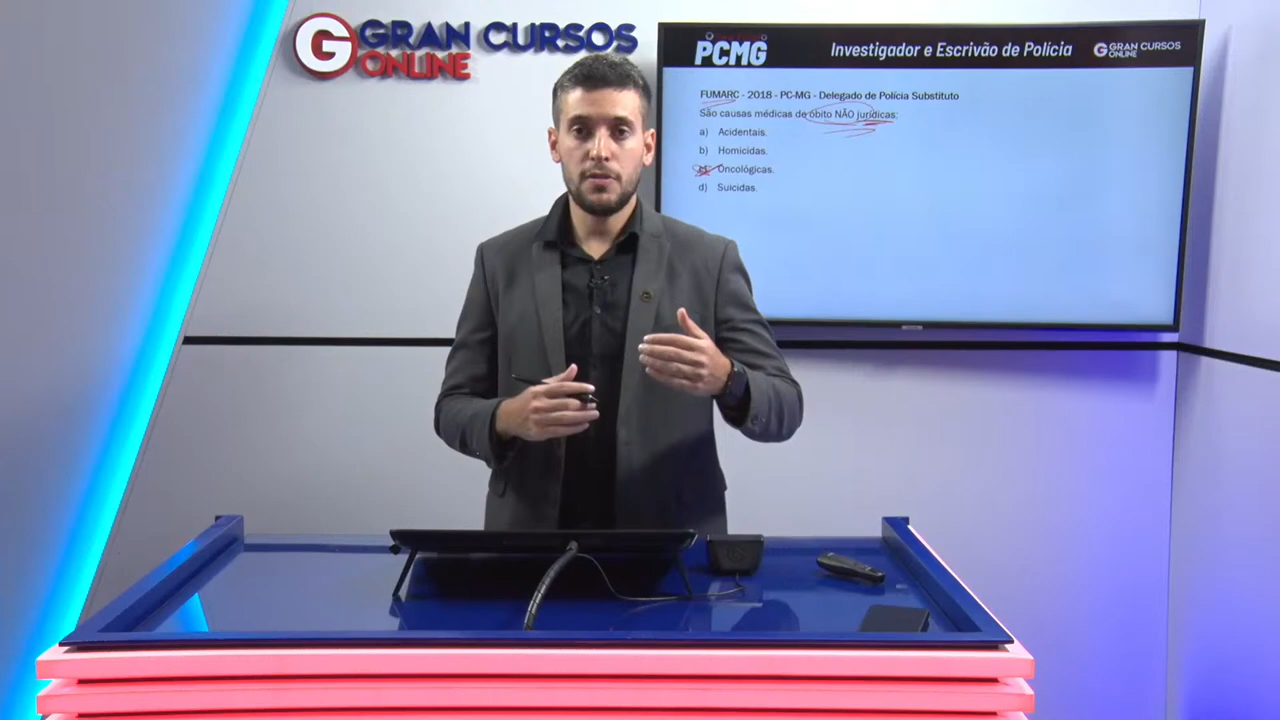 G GRAN CURSOS
ONLINE
PCMG
Investigador e Escrivão de Polícia
G GRAN CURSOS
ONLINE
FUMARC - 2018 - PC-MG - Delegado de Polícia Substituto
São causas médicas de óbito NÃO jurídicas:
a) Acidentais.
b) Homicidas.
c) Oncológicas.
d) Suicidas.